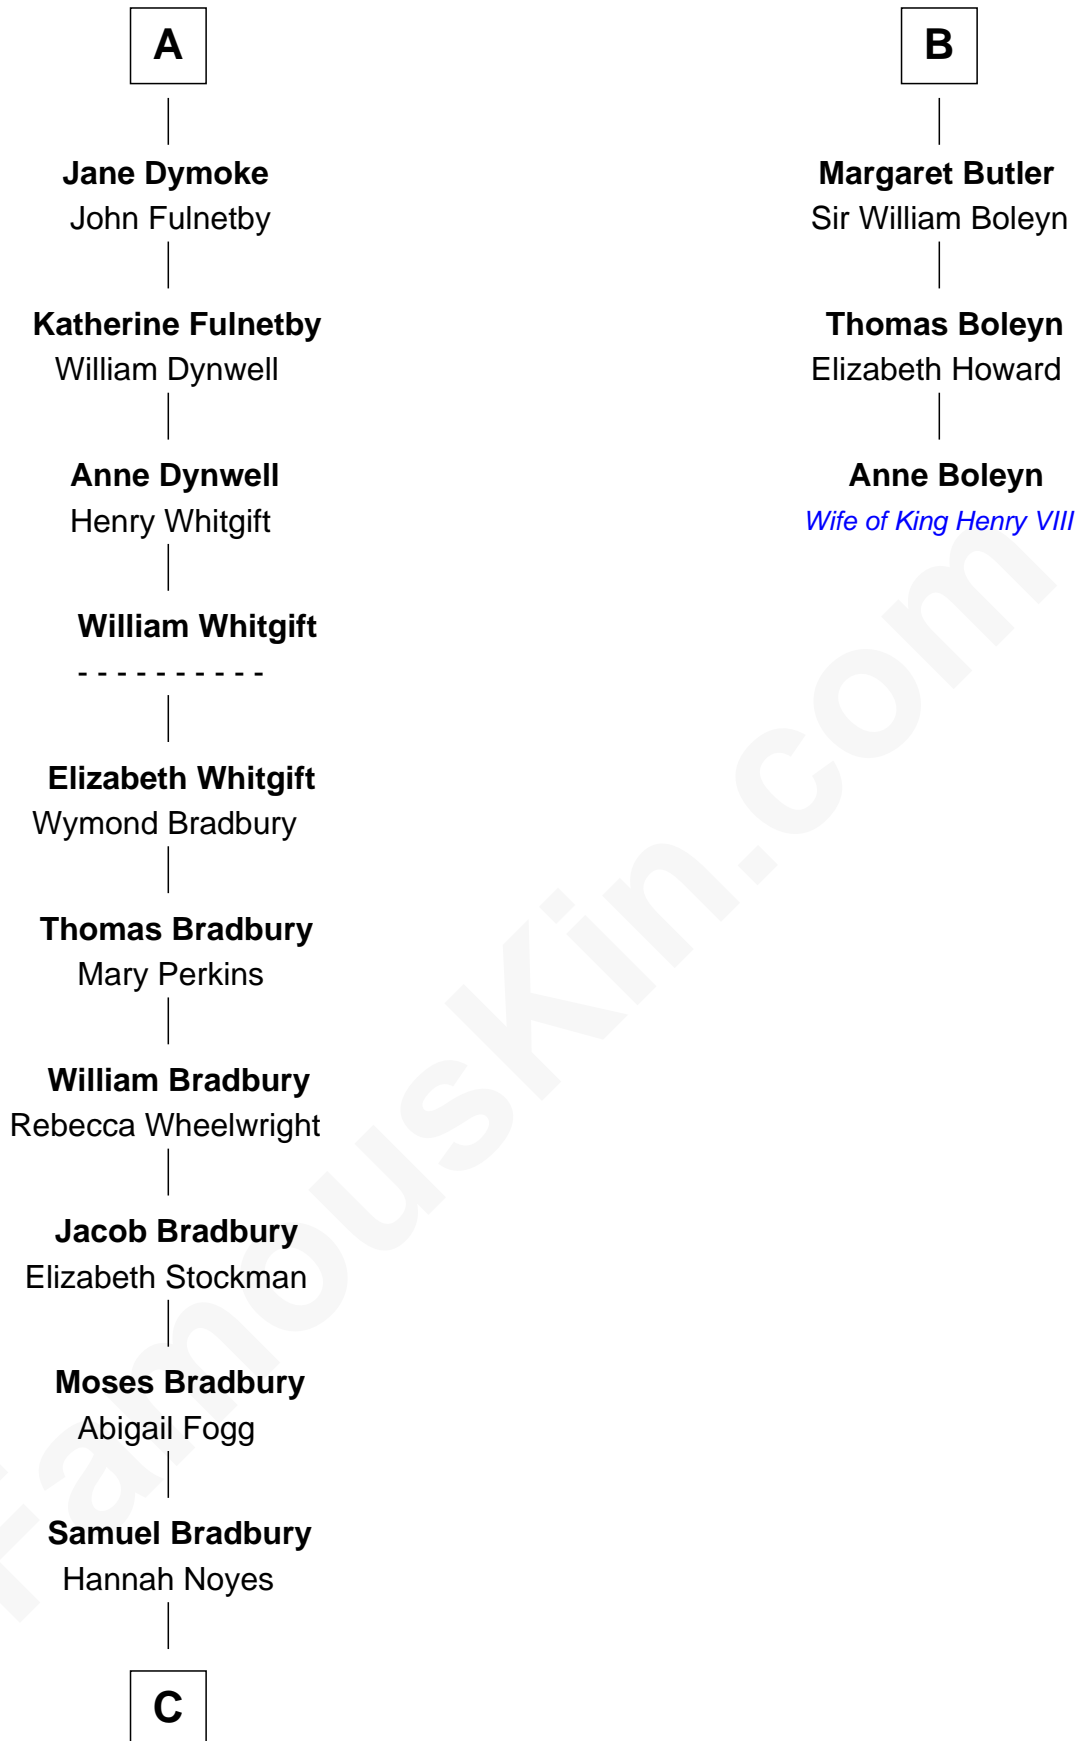 A
Jane Dymoke
John Fulnetby
Katherine Fulnetby
William Dynwell
Anne Dynwell
Henry Whitgift
William Whitgift
- - - - - - - - - -
Elizabeth Whitgift
Wymond Bradbury
Thomas Bradbury
Mary Perkins
William Bradbury
Rebecca Wheelwright
Jacob Bradbury
Elizabeth Stockman
Moses Bradbury
Abigail Fogg
Samuel Bradbury
Hannah Noyes
C
B
Margaret Butler
Sir William Boleyn
Thomas Boleyn
Elizabeth Howard
Anne Boleyn
Wife of King Henry VIII
FamousKin.com